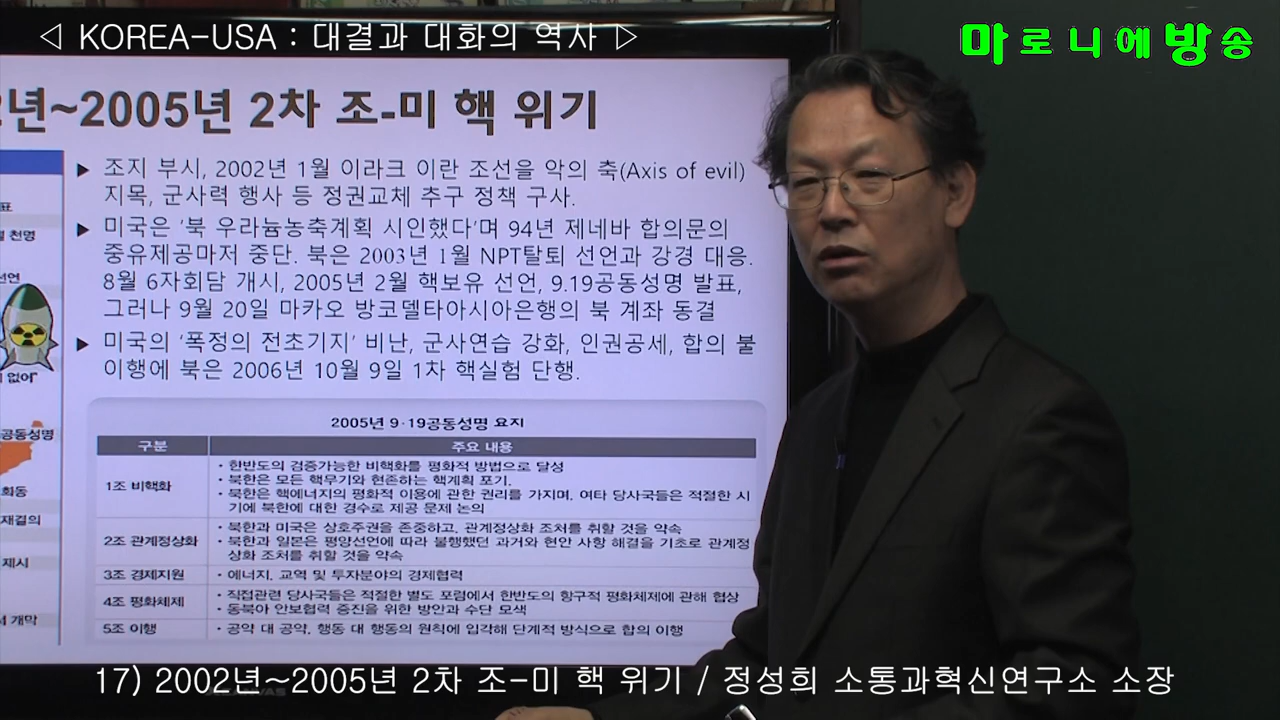 ◁ KOREA-USA : 대결과 대화의 역사 ▷
마로니에방송
년~2005년 2차 조-미 핵 위기
▶ 조지 부시, 2002년 1월 이라크 이란 조선을 악의 축(Axis of evil)
지목, 군사력 행사 등 정권교체 추구 정책 구사.
▶ 미국은 '북 우라늄농축계획 시인했다'며 94년 제네바 합의문의
중유제공마저 중단. 북은 2003년 1월 NPT탈퇴 선언과 강경 대응.
8월 6자회담 개시, 2005년 2월 핵보유 선언, 9.19공동성명 발표,
그러나 9월 20일 마카오 방코델타아시아은행의 북 계좌 동결
▶ 미국의 '폭정의 전초기지' 비난, 군사연습 강화, 인권공세, 합의 불
이행에 북은 2006년 10월 9일 1차 핵실험 단행.
표
천명
선언
없어"
공동성명
회동
재결의
제시
개막
2005년 9·19공동성명 요지
구분 주요 내용
1조 비핵화
• 한반도의 검증가능한 비핵화를 평화적 방법으로 달성
• 북한은 모든 핵무기와 현존하는 핵계획 포기.
• 북한은 핵에너지의 평화적 이용에 관한 권리를 가지며, 여타 당사국들은 적절한 시
기에 북한에 대한 경수로 제공 문제 논의
2조 관계정상화
• 북한과 미국은 상호주권을 존중하고, 관계정상화 조처를 취할 것을 약속
• 북한과 일본은 평양선언에 따라 불행했던 과거와 현안 사항 해결을 기초로 관계정
상화 조처를 취할 것을 약속
3조 경제지원 • 에너지, 교역 및 투자분야의 경제협력
4조 평화체제
• 직접관련 당사국들은 적절한 별도 포럼에서 한반도의 항구적 평화체제에 관해 협상
• 동북아 안보협력 증진을 위한 방안과 수단 모색
5조 이행 • 공약 대 공약, 행동 대 행동의 원칙에 입각해 단계적 방식으로 합의 이행
17) 2002년~2005년 2차 조-미 핵 위기 / 정성희 소통과혁신연구소 소장